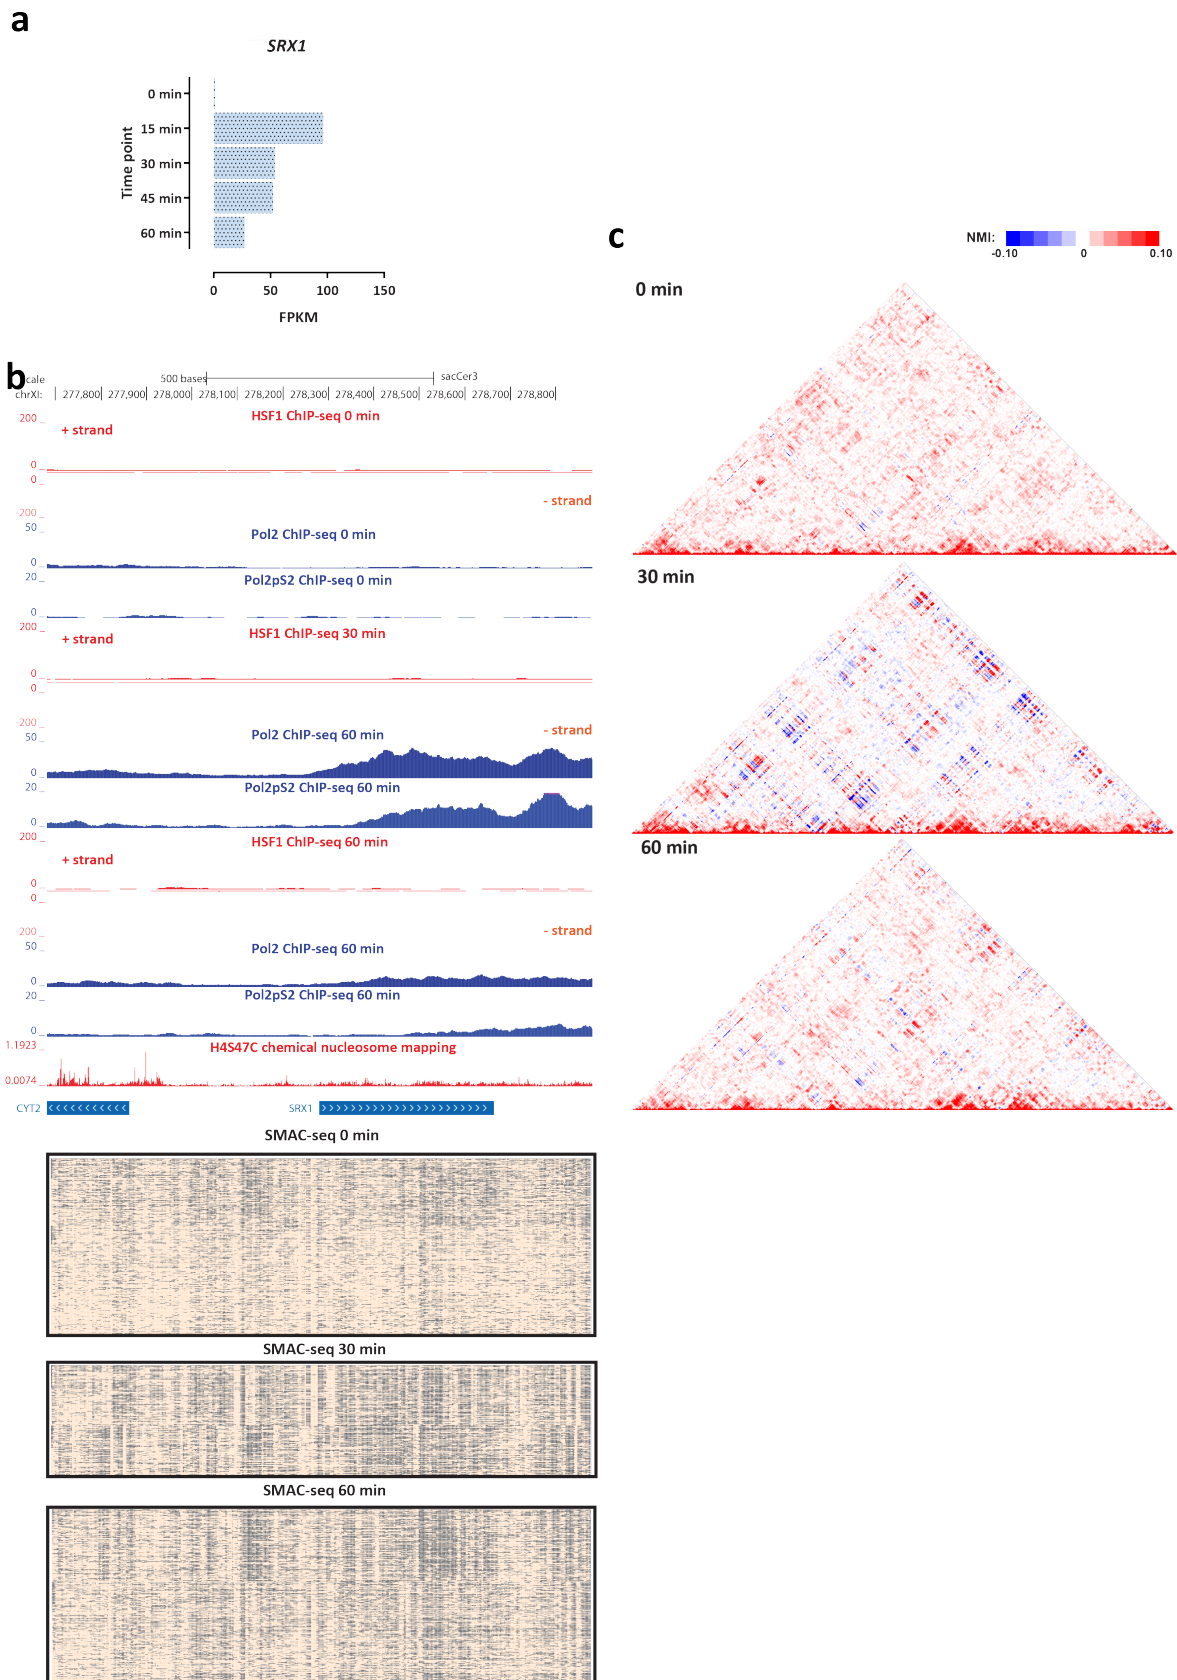 a
SRX1
0 min
15 min
30 min
45 min
60 min
Time point
0 50 100 150
FPKM
b
cale 500 bases sacCer3
chrXI: 277,800| 277,900| 278,000| 278,100| 278,200| 278,300| 278,400| 278,500| 278,600| 278,700| 278,800|
HSF1 ChIP-seq 0 min
200
+ strand
0
0
- strand
-200
Pol2 ChIP-seq 0 min
50
0
Pol2pS2 ChIP-seq 0 min
20
0
HSF1 ChIP-seq 30 min
200
+ strand
0
0
-200
- strand
Pol2 ChIP-seq 60 min
50
0
Pol2pS2 ChIP-seq 60 min
20
0
HSF1 ChIP-seq 60 min
200
+ strand
0
0
-200
- strand
Pol2 ChIP-seq 60 min
50
0
Pol2pS2 ChIP-seq 60 min
20
0
H4S47C chemical nucleosome mapping
1.1923
0.0074
CYT2 SRX1
SMAC-seq 0 min
SMAC-seq 30 min
SMAC-seq 60 min
c
NMI:
-0.10 0 0.10
0 min
30 min
60 min